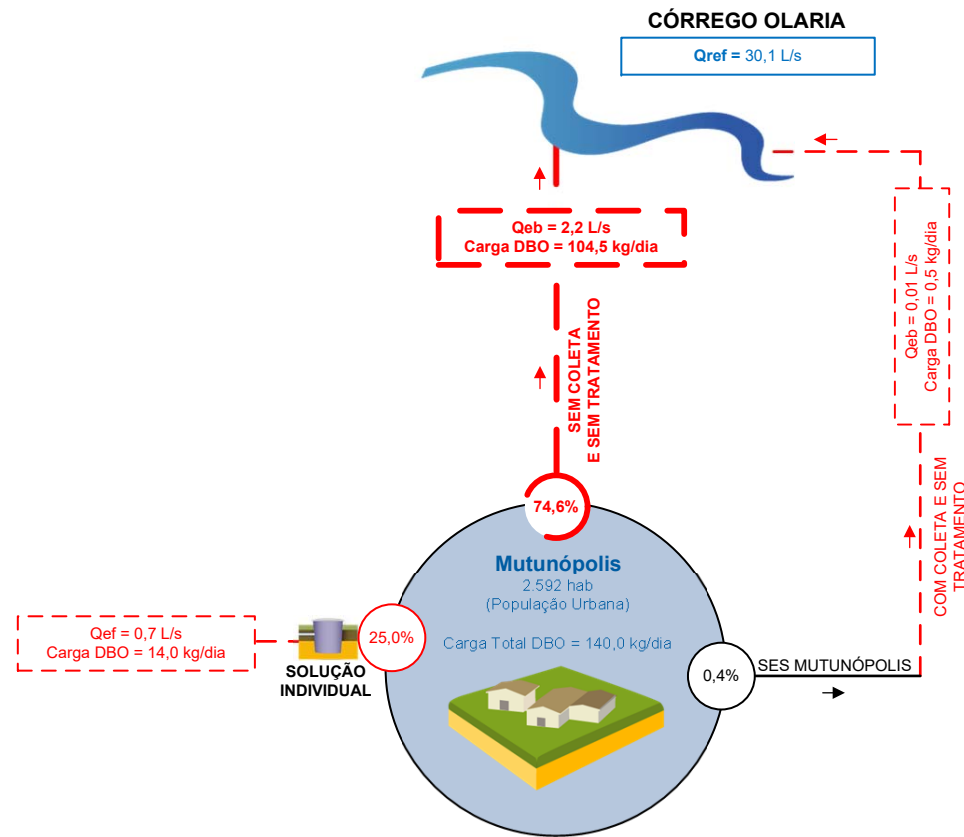 CÓRREGO OLARIA
Qref = 30,1 L/s
Qeb = 2,2 L/s
Carga DBO = 104,5 kg/dia
Qeb = 0,01 L/s
Carga DBO = 0,5 kg/dia
SEM COLETA
E SEM TRATAMENTO
COM COLETA E SEM
TRATAMENTO
74,6%
Mutunópolis
2.592 hab
(População Urbana)
Carga Total DBO = 140,0 kg/dia
Qef = 0,7 L/s
Carga DBO = 14,0 kg/dia
25,0%
SOLUÇÃO
INDIVIDUAL
0,4%
SES MUTUNÓPOLIS